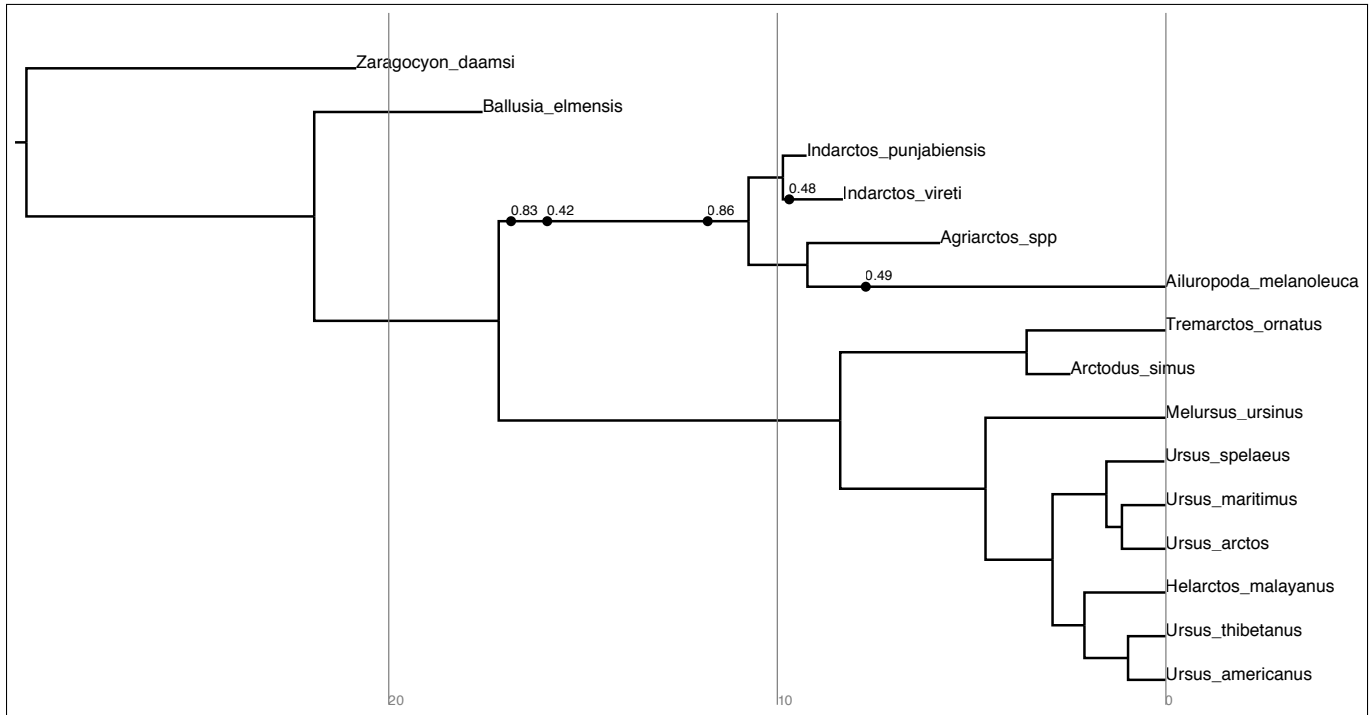 Zaragocyon_daamsi
Ballusia_elmensis
Indarctos_punjabiensis
0.48
Indarctos_vireti
0.83 0.42 0.86
Agriarctos_spp
0.49
Ailuropoda_melanoleuca
Tremarctos_ornatus
Arctodus_simus
Melursus_ursinus
Ursus_spelaeus
Ursus_maritimus
Ursus_arctos
Helarctos_malayanus
Ursus_thibetanus
Ursus_americanus
20 10 0